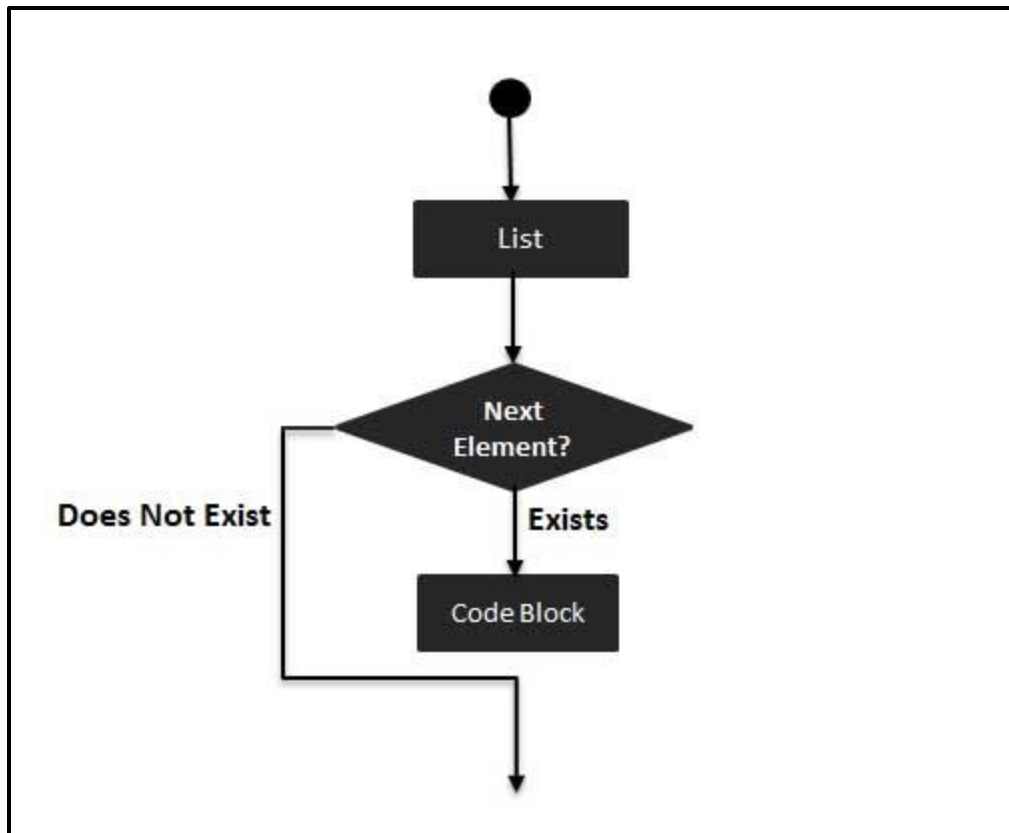 List
Next
Element?
Does Not Exist
Exists
Code Block